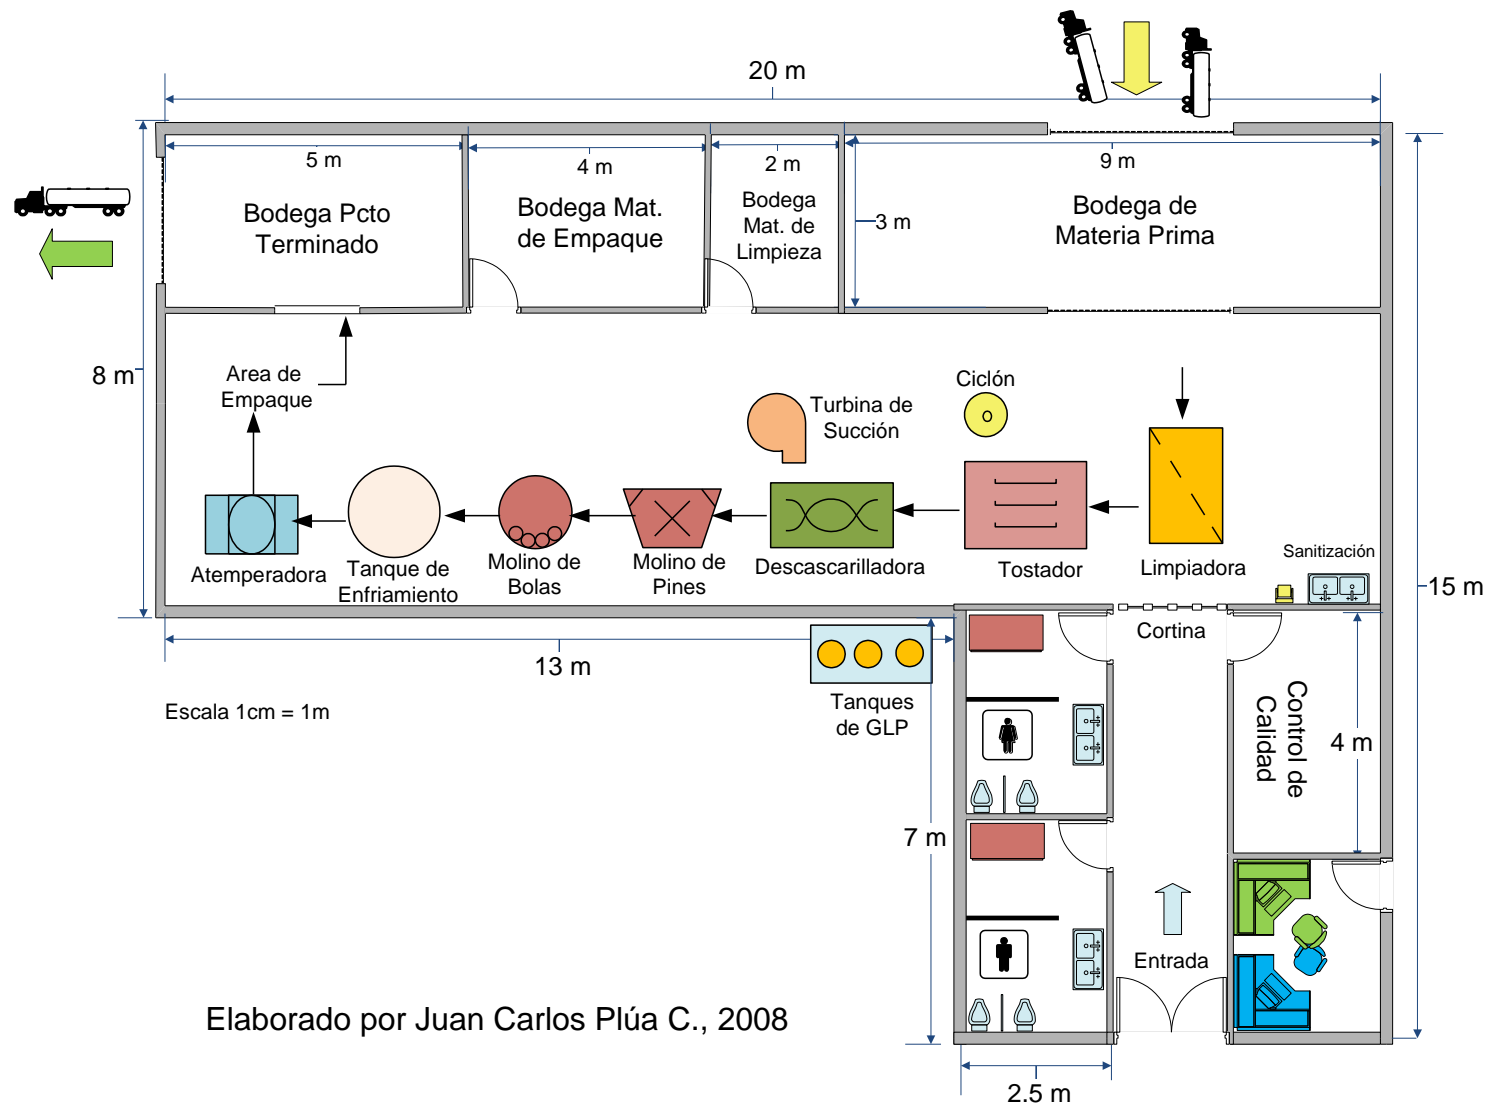 20 m
5 m
4 m
2 m
9 m
Bodega Pcto
Terminado
Bodega Mat.
de Empaque
Bodega
Mat. de
Limpieza
3 m
Bodega de
Materia Prima
8 m
Area de
Empaque
Turbina de
Succión
Ciclón
Atemperadora
Tanque de
Enfriamiento
Molino de
Bolas
Molino de
Pines
Descascarilladora
Tostador
Limpiadora
Sanitización
15 m
13 m
Cortina
Tanques
de GLP
Escala 1cm = 1m
Control de
Calidad
4 m
7 m
Entrada
Elaborado por Juan Carlos Plúa C., 2008
2.5 m